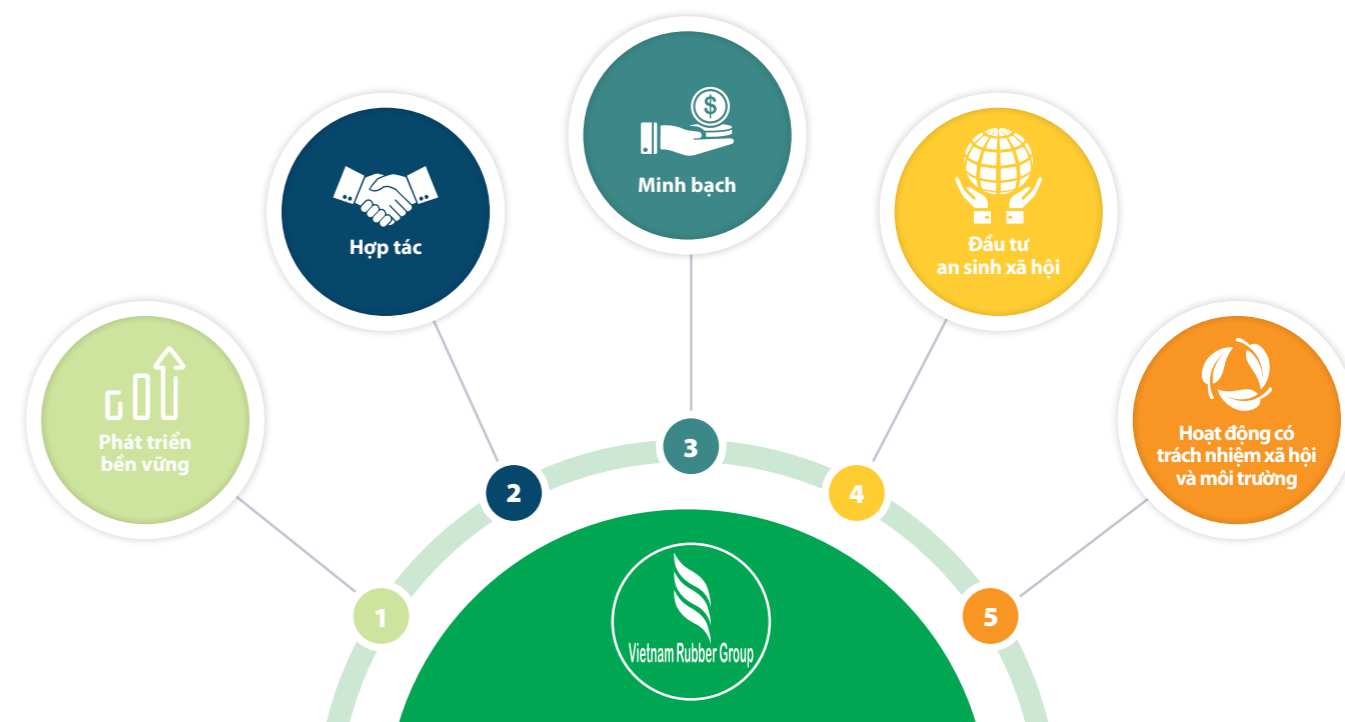 Phát triển
bền vững
1
Hợp tác
2
$
Minh bạch
3
Đầu tư
an sinh xã hội
4
Hoạt động có
trách nhiệm xã hội
và môi trường
5
Vietnam Rubber Group